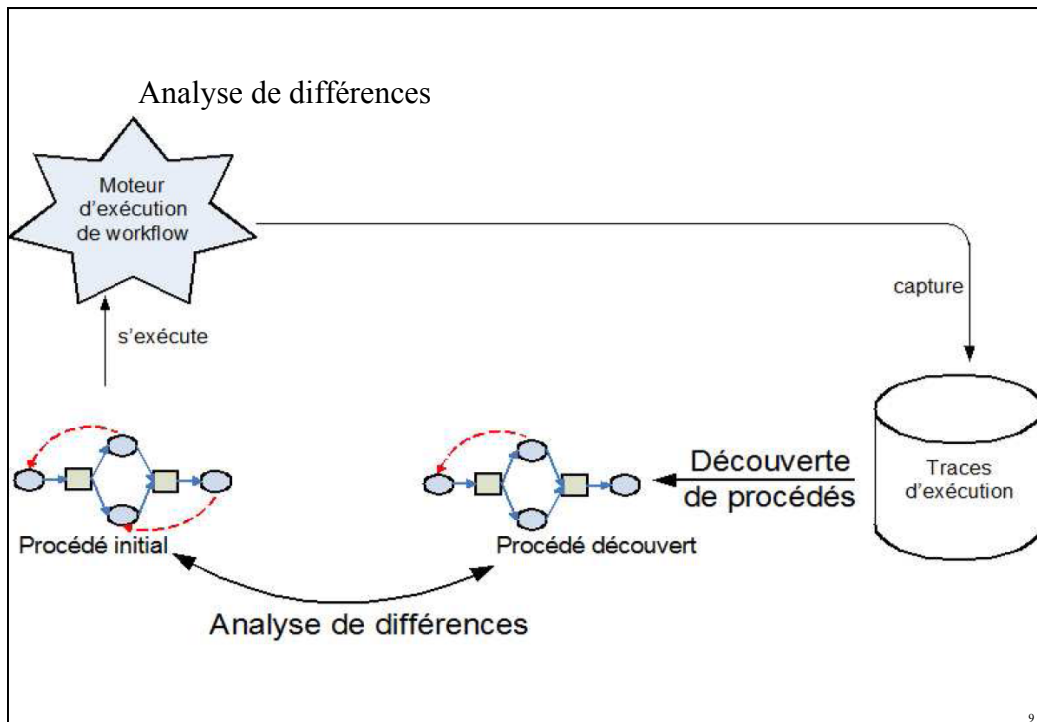 Analyse de différences
Moteur
d'exécution
de workflow
capture
s'exécute
Découverte
de procédés
Traces
d'exécution
Procédé initial
Procédé découvert
Analyse de différences
9